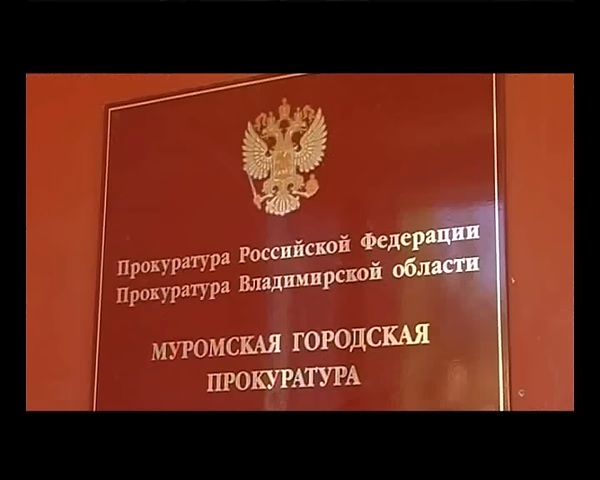 Прокуратура Российской Федерации
Прокуратура Владимирской области
МУРОМСКАЯ ГОРОДСКАЯ
ПРОКУРАТУРА